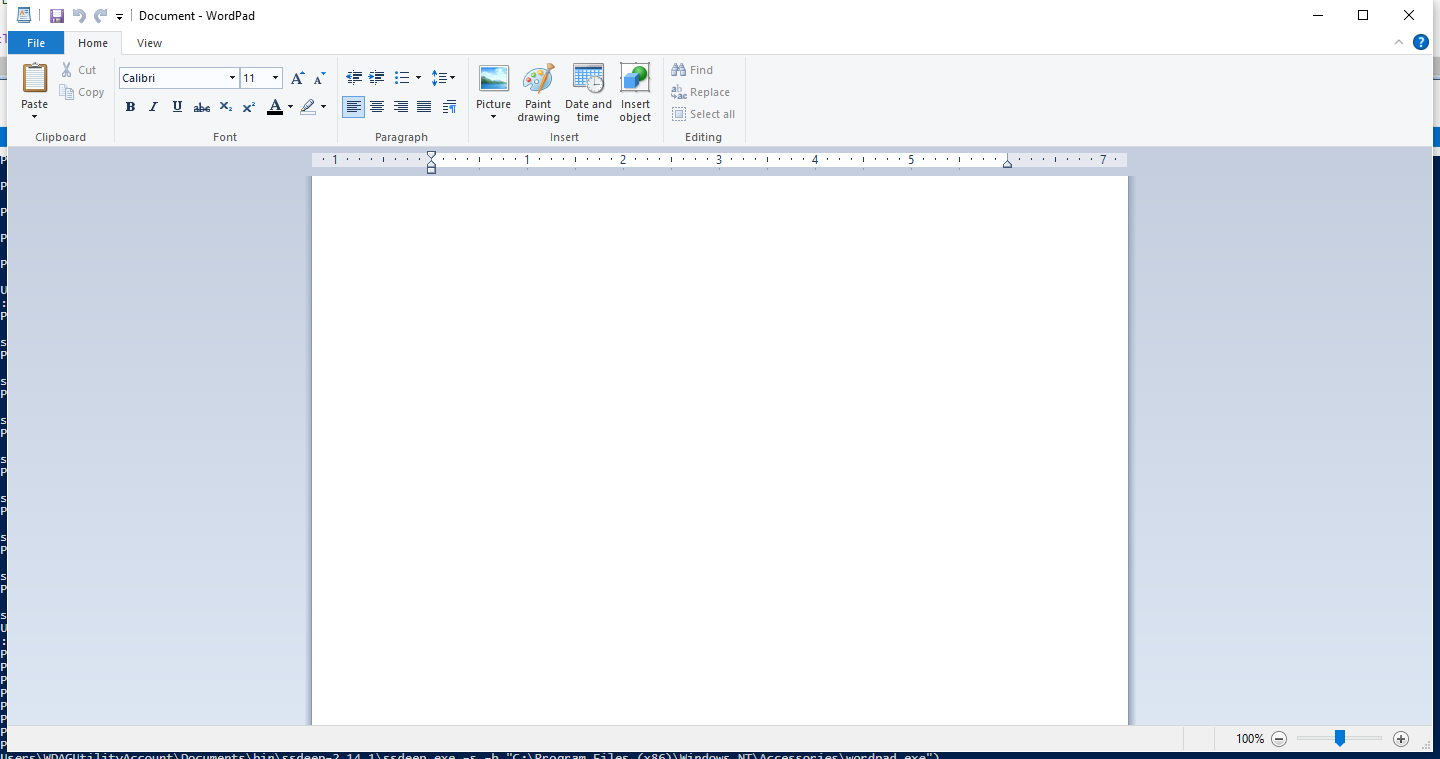 Document - WordPad
File Home View
Calibri 11
Paste Cut Copy
Clipboard
B I U abc X₂ X² A
Font
Paragraph
Picture Paint drawing Date and time Insert object
Insert
Find
Replace
Select all
Editing
1 1 2 3 4 5 7
100%
Users\WDAGUtilityAccount\Documents\bin\ssdeep-2.14.1\ssdeep.exe -s -b "C:\Program Files (x86)\Windows NT\Accessories\wordpad.exe")